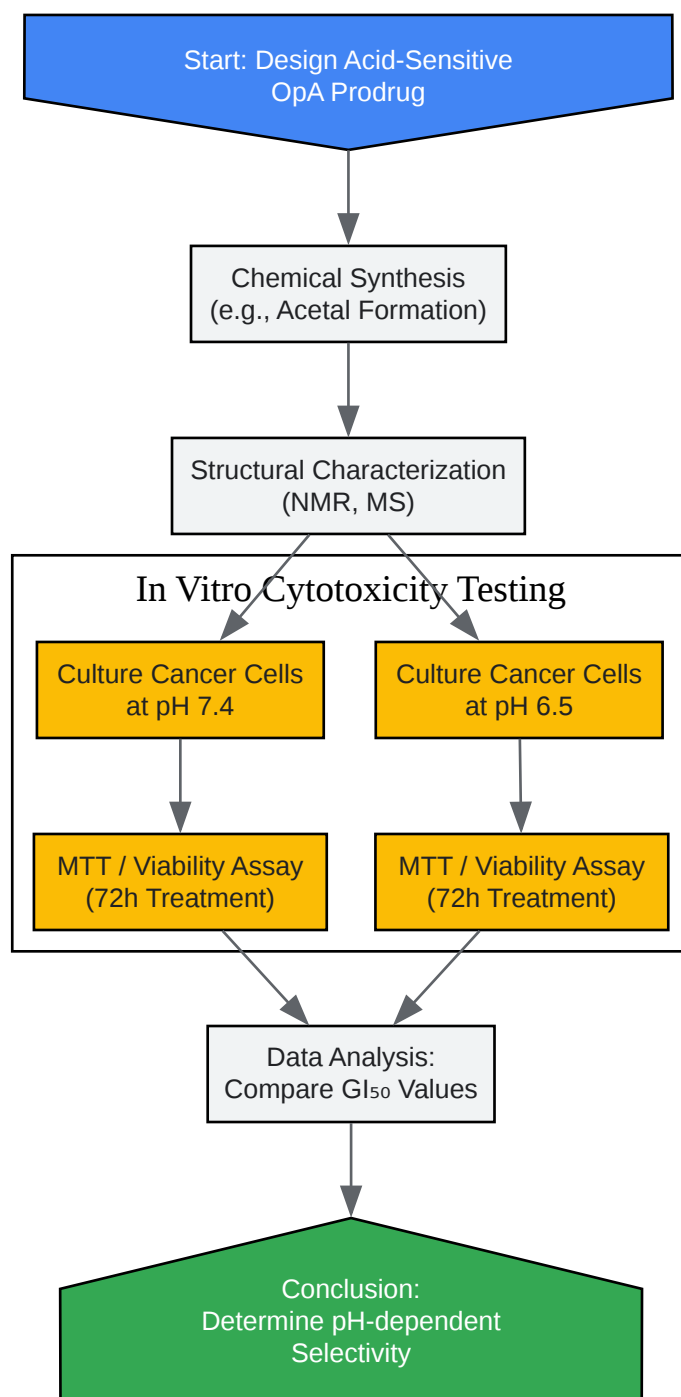 Start: Design Acid-Sensitive
OpA Prodrug
Chemical Synthesis
(e.g., Acetal Formation)
Structural Characterization
(NMR, MS)
In Vitro Cytotoxicity Testing
Culture Cancer Cells
at pH 7.4
Culture Cancer Cells
at pH 6.5
MTT / Viability Assay
(72h Treatment)
MTT / Viability Assay
(72h Treatment)
Data Analysis:
Compare GI₅₀ Values
Conclusion:
Determine pH-dependent
Selectivity